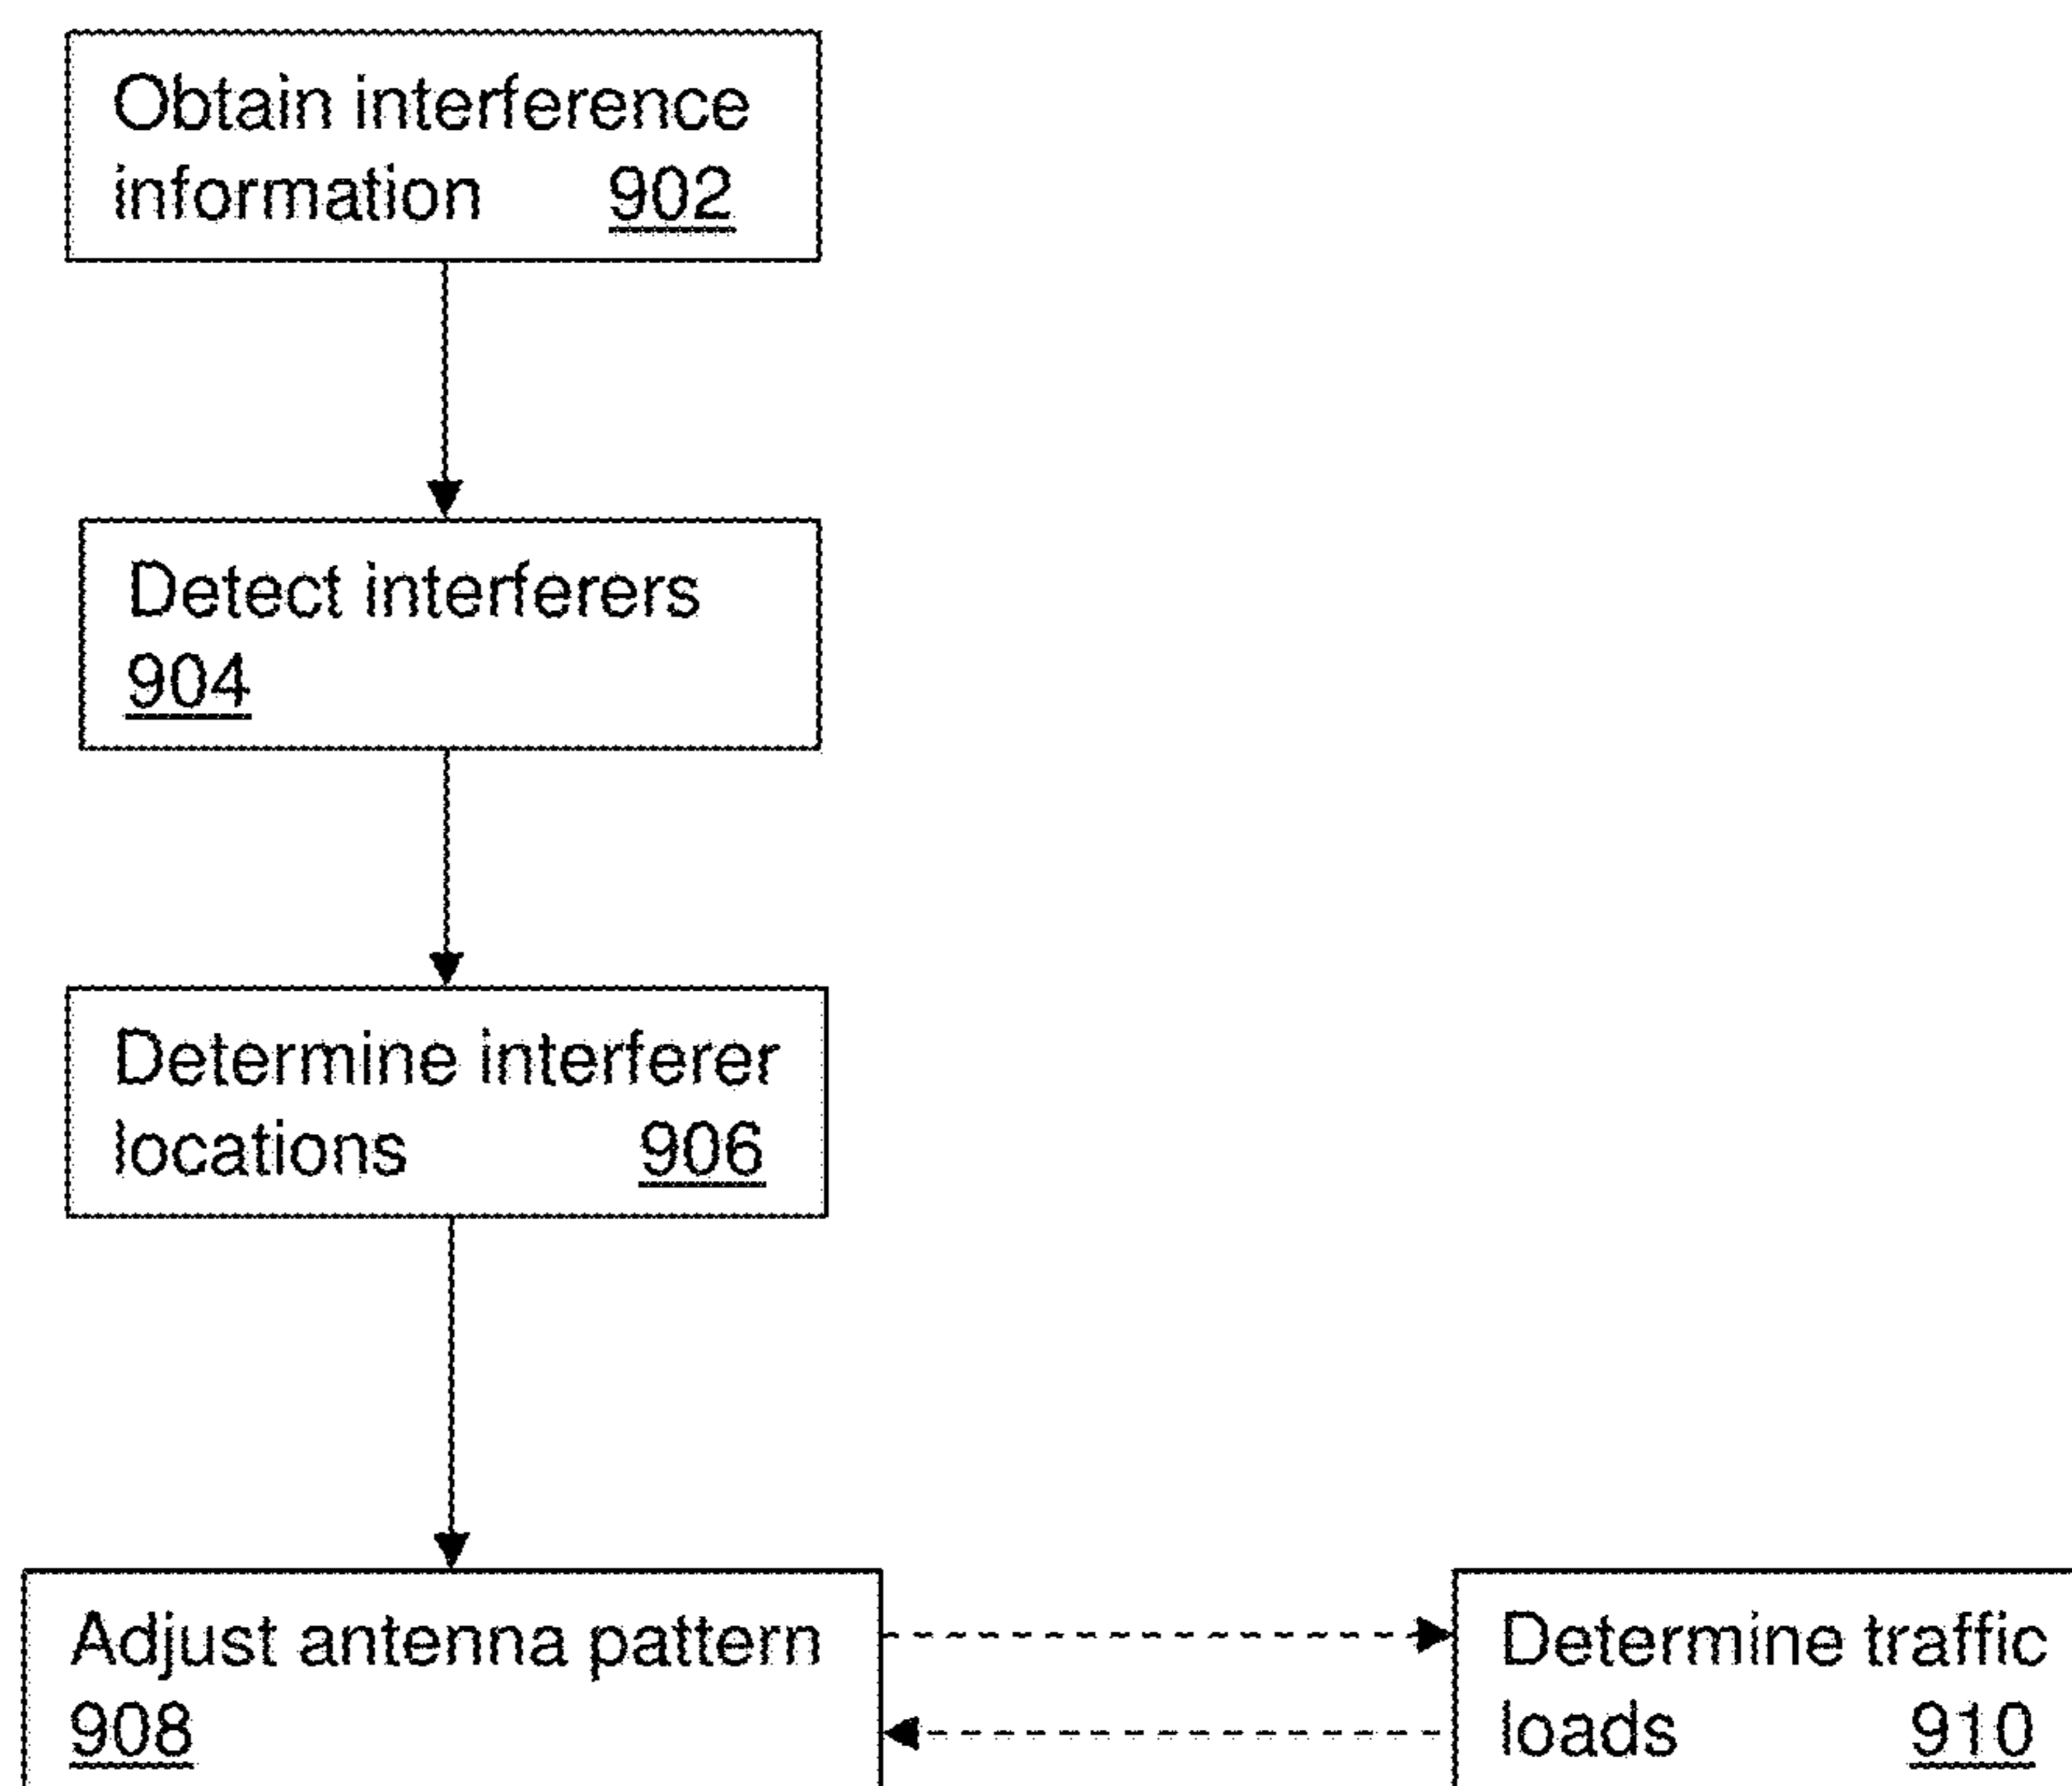 Obtain interference
information 902
Detect interferers
904
Determine interferer
locations 906
Adjust antenna pattern
908
Determine traffic
loads 910